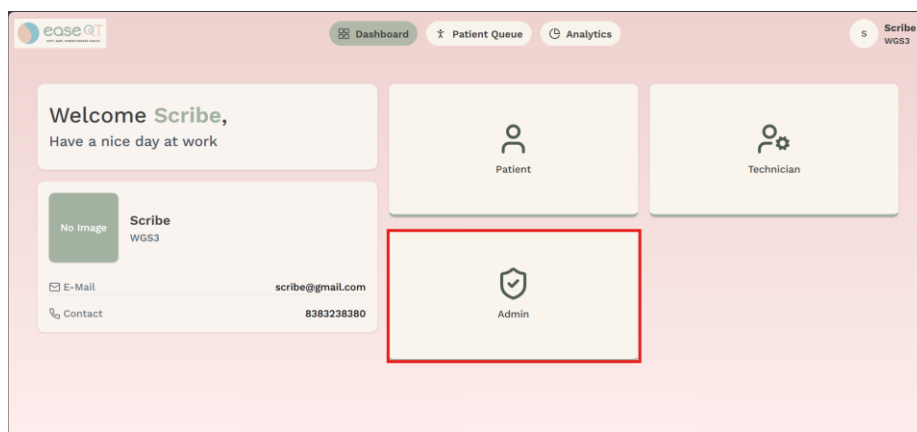 ease QT
Dashboard
Patient Queue
Analytics
S
Scribe
WGS3
Welcome Scribe,
Have a nice day at work
No Image
Scribe
WGS3
E-Mail
scribe@gmail.com
Contact
8383238380
Patient
Technician
Admin